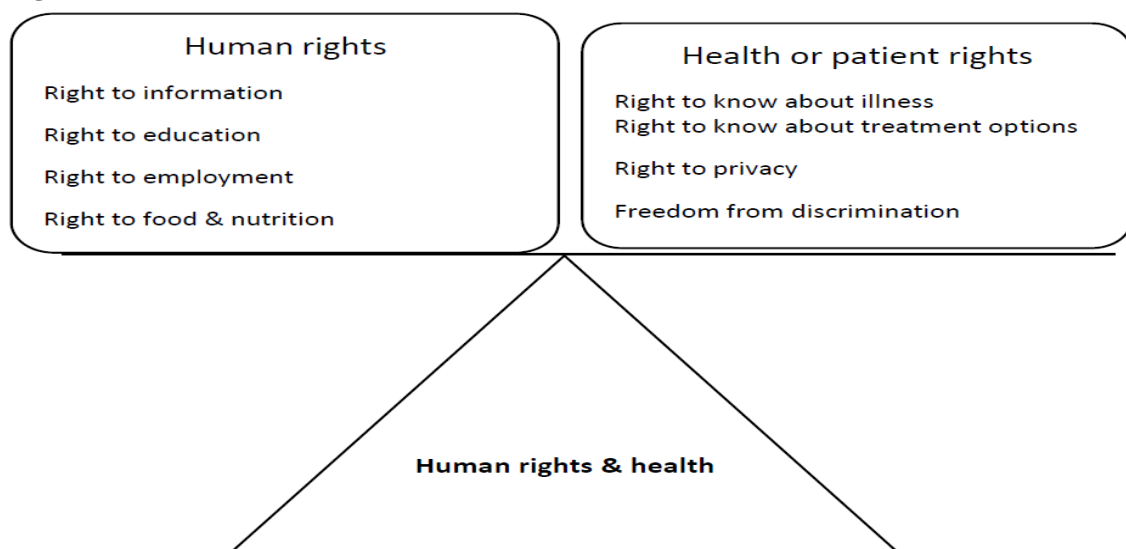 Human rights
Right to information
Right to education
Right to employment
Right to food & nutrition
Health or patient rights
Right to know about illness
Right to know about treatment options
Right to privacy
Freedom from discrimination
Human rights & health